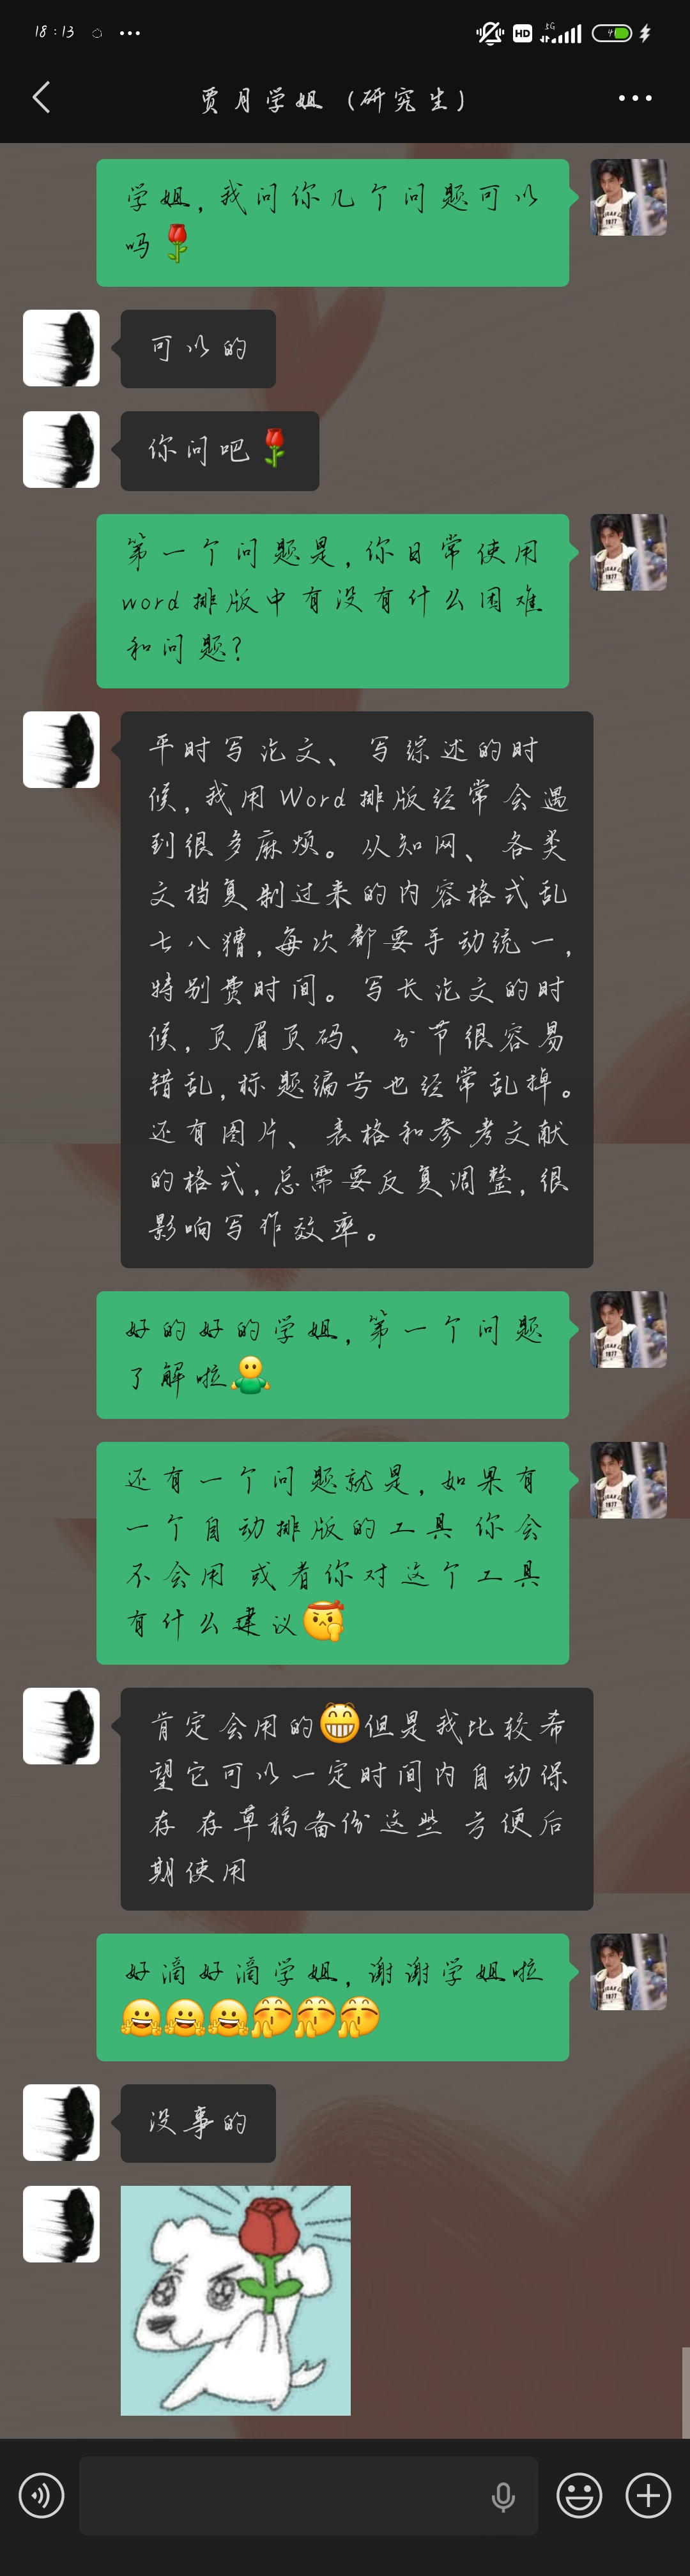 18:13
HD
5G
贾月学姐（研究生）
学姐,我问你几个问题可以
吗🌹
可以的
你问吧🌹
第一个问题是,你日常使用
word排版中有没有什么困难
和问题?
平时写论文、写综述的时
候,我用Word排版经常会遇
到很多麻烦。从知网、各类
文档复制过来的内容格式乱
七八糟,每次都要手动统一,
特别费时间。写长论文的时
候,页眉页码、分节很容易
错乱,标题编号也经常乱掉。
还有图片、表格和参考文献
的格式,总需要反复调整,很
影响写作效率。
好的好的学姐,第一个问题
了解啦
还有一个问题就是,如果有
一个自动排版的工具 你会
不会用 或者你对这个工具
有什么建议
肯定会用的😁但是我比较希
望它可以一定时间内自动保
存 存草稿备份这些 方便后
期使用
好滴好滴学姐,谢谢学姐啦
没事的